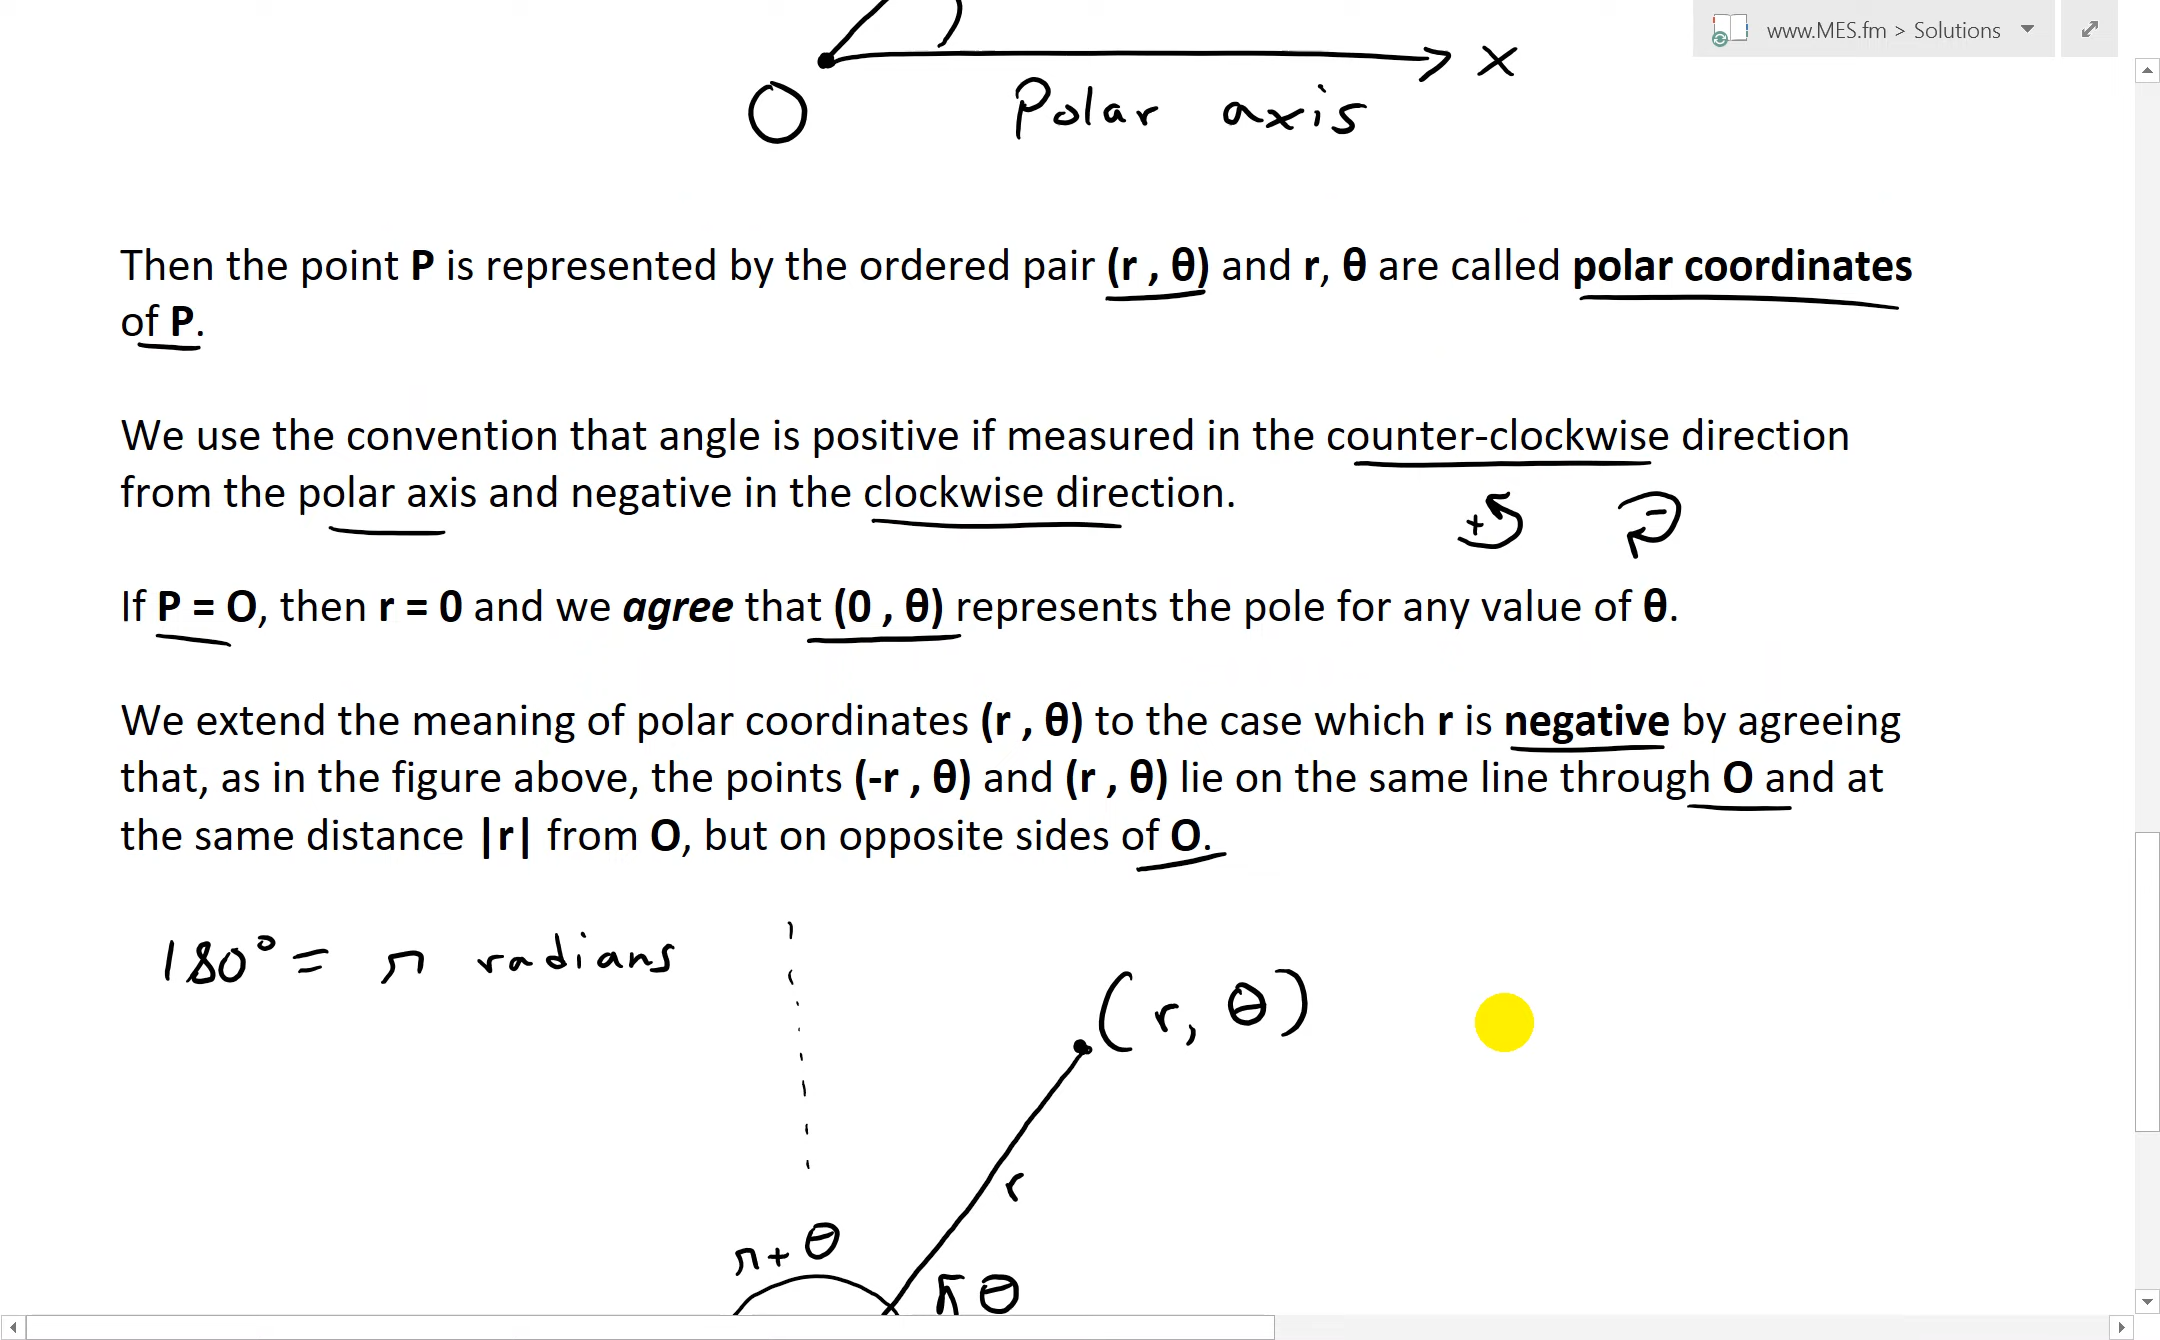 www.MES.fm > Solutions
x
O
Polar axis
Then the point P is represented by the ordered pair (r , θ) and r, θ are called polar coordinates
of P.
We use the convention that angle is positive if measured in the counter-clockwise direction
from the polar axis and negative in the clockwise direction.
+ −
If P = O, then r = 0 and we agree that (0 , θ) represents the pole for any value of θ.
We extend the meaning of polar coordinates (r , θ) to the case which r is negative by agreeing
that, as in the figure above, the points (-r , θ) and (r , θ) lie on the same line through O and at
the same distance |r| from O, but on opposite sides of O.
180° = π radians
(r, θ)
r
π + θ
θ